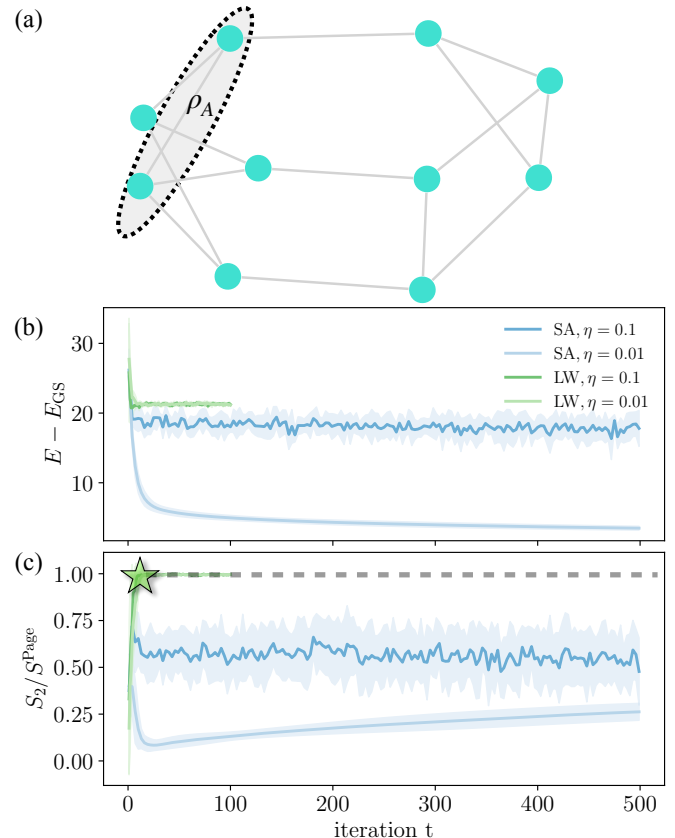 (a)
ρ_A
(b)
30
20
10
E − E_GS
SA, η = 0.1
SA, η = 0.01
LW, η = 0.1
LW, η = 0.01
(c)
1.00
0.75
0.50
0.25
0.00
S_2/S^Page
0 100 200 300 400 500
iteration t